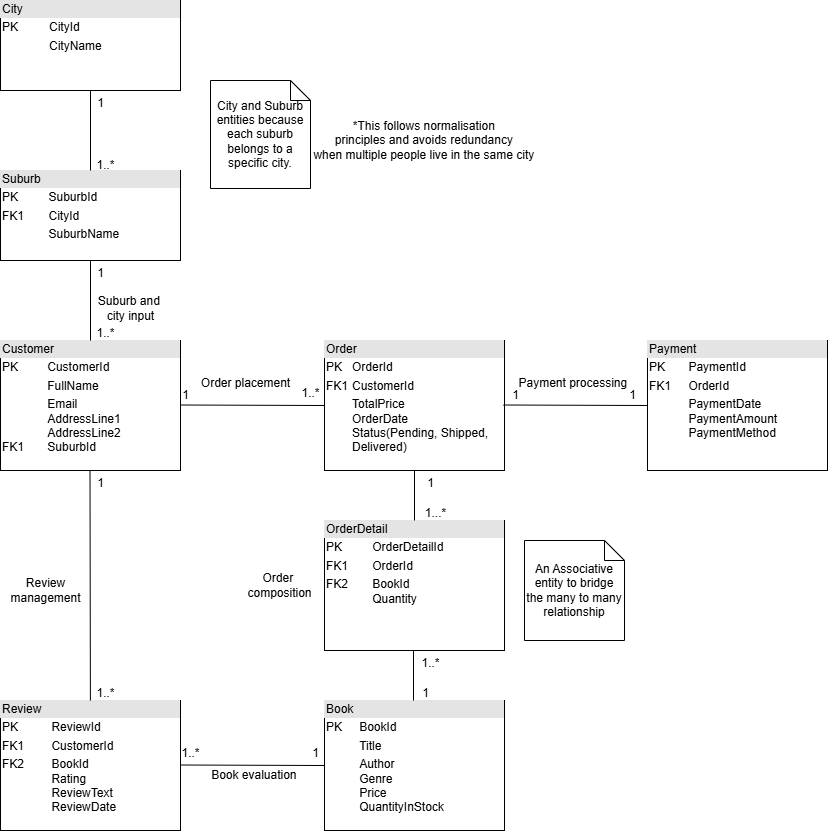 City
PK CityId
CityName
1
City and Suburb
entities because
each suburb
belongs to a
specific city.
*This follows normalisation
principles and avoids redundancy
when multiple people live in the same city
1..*
Suburb
PK SuburbId
FK1 CityId
SuburbName
1
Suburb and
city input
1..*
Customer
PK CustomerId
FullName
Email
AddressLine1
AddressLine2
FK1 SuburbId
1
Order placement
1..*
Order
PK OrderId
FK1 CustomerId
TotalPrice
OrderDate
Status(Pending, Shipped,
Delivered)
Payment processing
1
1
Payment
PK PaymentId
FK1 OrderId
PaymentDate
PaymentAmount
PaymentMethod
1
1
1...*
OrderDetail
PK OrderDetailId
FK1 OrderId
FK2 BookId
Quantity
Review
management
Order
composition
An Associative
entity to bridge
the many to many
relationship
1..*
1
1..*
Review
PK ReviewId
FK1 CustomerId
FK2 BookId
Rating
ReviewText
ReviewDate
1..*
1
Book evaluation
Book
PK BookId
Title
Author
Genre
Price
QuantityInStock